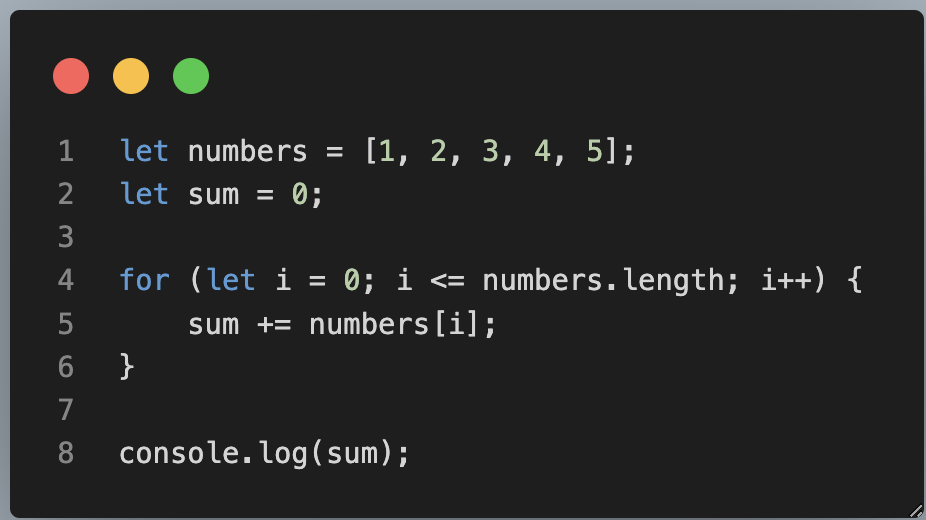 1 let numbers = [1, 2, 3, 4, 5];
2 let sum = 0;
3
4 for (let i = 0; i <= numbers.length; i++) {
5     sum += numbers[i];
6 }
7
8 console.log(sum);